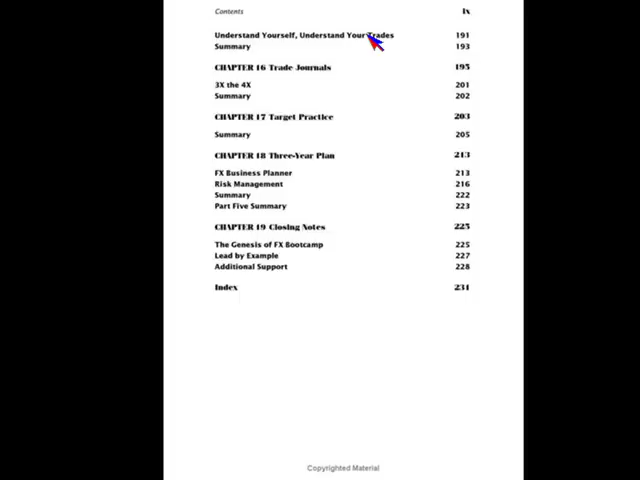 Contents ix
Understand Yourself, Understand Your Trades 191
Summary 193
CHAPTER 16 Trade Journals 195
3X the 4X 201
Summary 202
CHAPTER 17 Target Practice 203
Summary 205
CHAPTER 18 Three-Year Plan 213
FX Business Planner 213
Risk Management 216
Summary 222
Part Five Summary 223
CHAPTER 19 Closing Notes 225
The Genesis of FX Bootcamp 225
Lead by Example 227
Additional Support 228
Index 231
Copyrighted Material